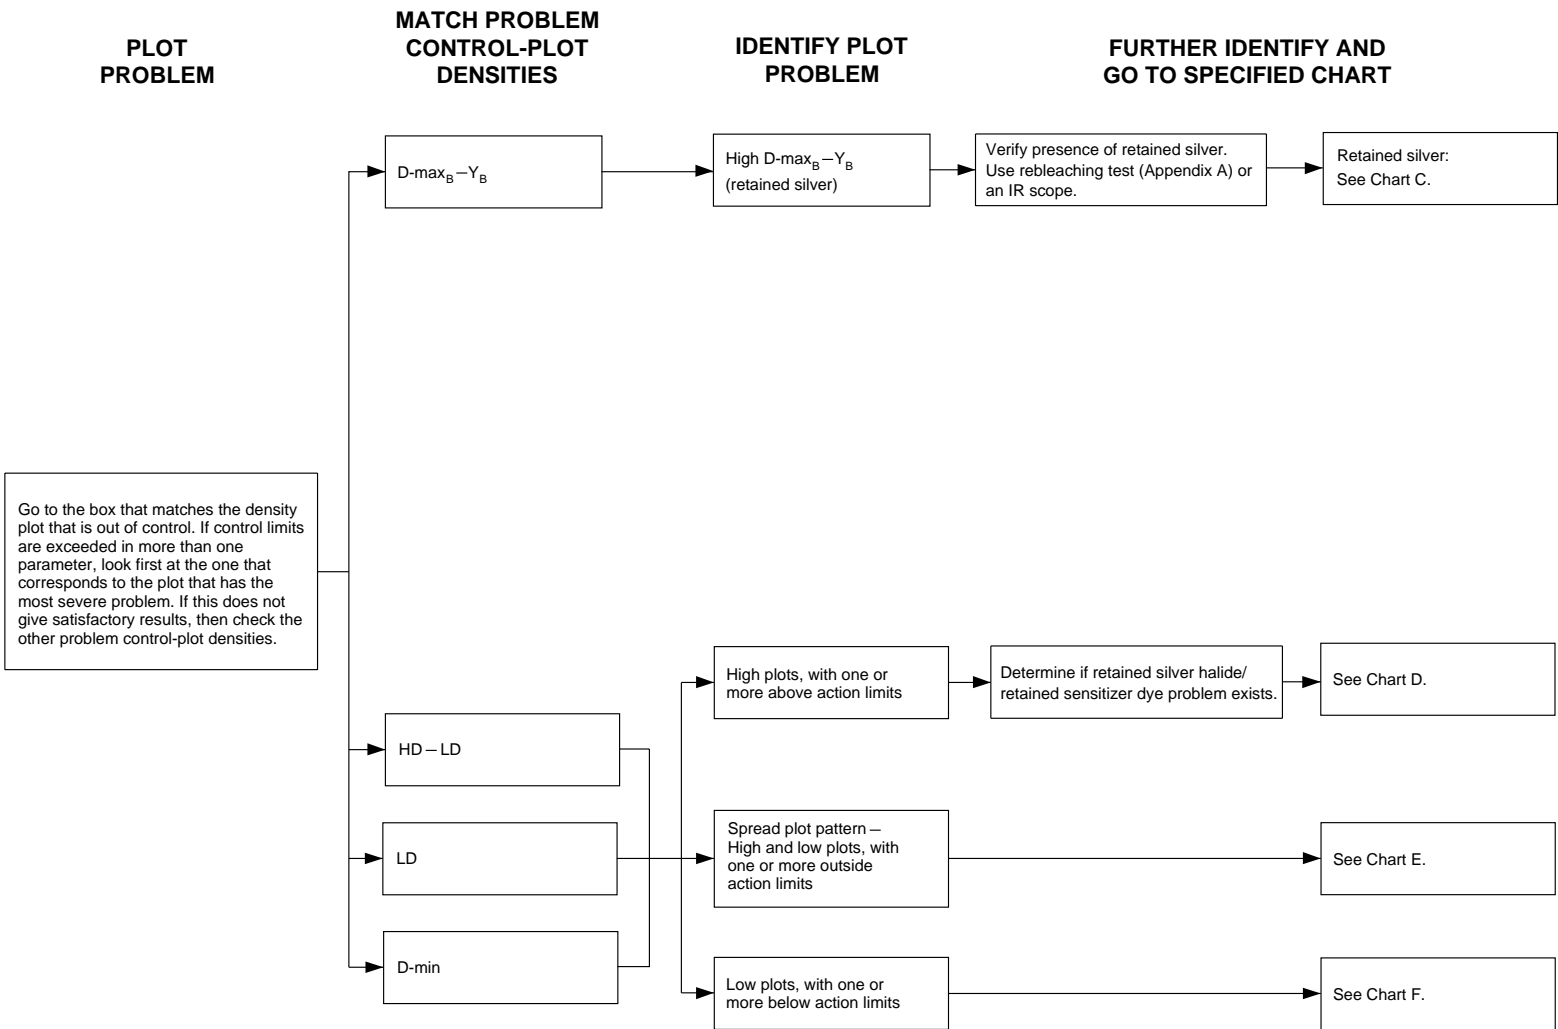 PLOT
PROBLEM
MATCH PROBLEM
CONTROL-PLOT
DENSITIES
IDENTIFY PLOT
PROBLEM
FURTHER IDENTIFY AND
GO TO SPECIFIED CHART
D-maxB—YB
High D-maxB—YB
(retained silver)
Verify presence of retained silver.
Use rebleaching test (Appendix A) or
an IR scope.
Retained silver:
See Chart C.
Go to the box that matches the density
plot that is out of control. If control limits
are exceeded in more than one
parameter, look first at the one that
corresponds to the plot that has the
most severe problem. If this does not
give satisfactory results, then check the
other problem control-plot densities.
HD — LD
LD
D-min
High plots, with one or
more above action limits
Determine if retained silver halide/
retained sensitizer dye problem exists.
See Chart D.
Spread plot pattern —
High and low plots, with
one or more outside
action limits
See Chart E.
Low plots, with one or
more below action limits
See Chart F.